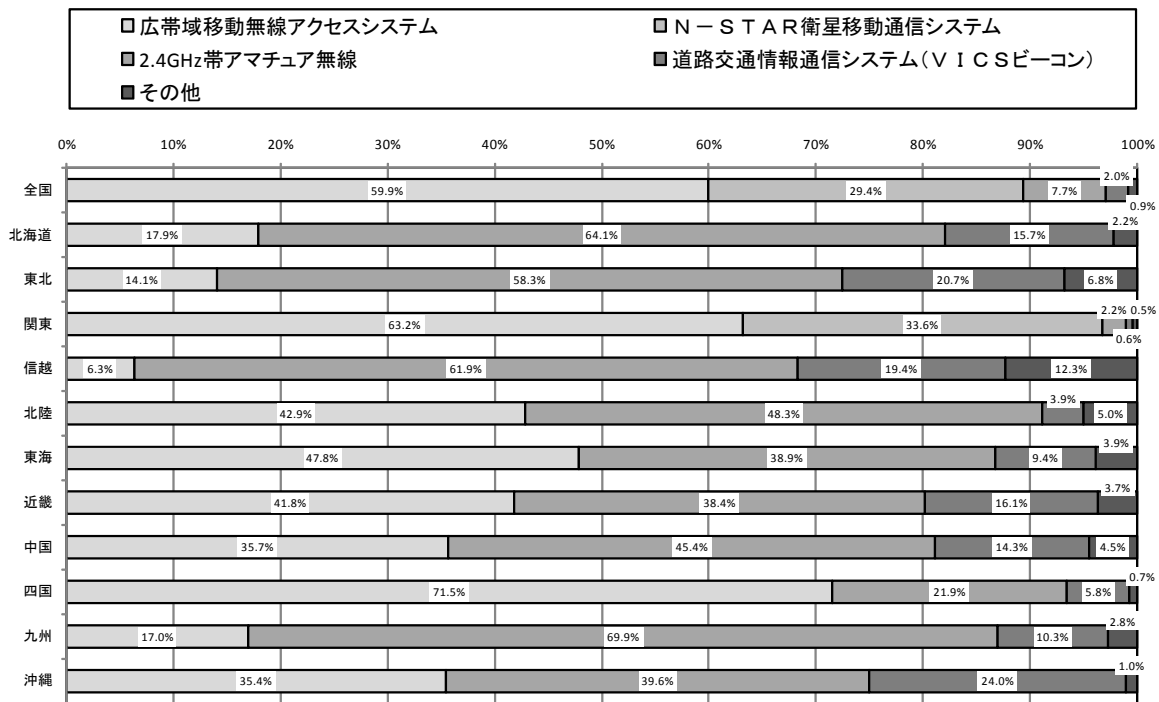 広帯域移動無線アクセスシステム Ｎ－ＳＴＡＲ衛星移動通信システム
2.4GHz帯アマチュア無線 道路交通情報通信システム（ＶＩＣＳビーコン）
その他
0% 10% 20% 30% 40% 50% 60% 70% 80% 90% 100%
全国 59.9% 29.4% 7.7% 2.0% 0.9%
北海道 17.9% 64.1% 15.7% 2.2%
東北 14.1% 58.3% 20.7% 6.8%
関東 63.2% 33.6% 2.2% 0.6% 0.5%
信越 6.3% 61.9% 19.4% 12.3%
北陸 42.9% 48.3% 3.9% 5.0%
東海 47.8% 38.9% 9.4% 3.9%
近畿 41.8% 38.4% 16.1% 3.7%
中国 35.7% 45.4% 14.3% 4.5%
四国 71.5% 21.9% 5.8% 0.7%
九州 17.0% 69.9% 10.3% 2.8%
沖縄 35.4% 39.6% 24.0% 1.0%